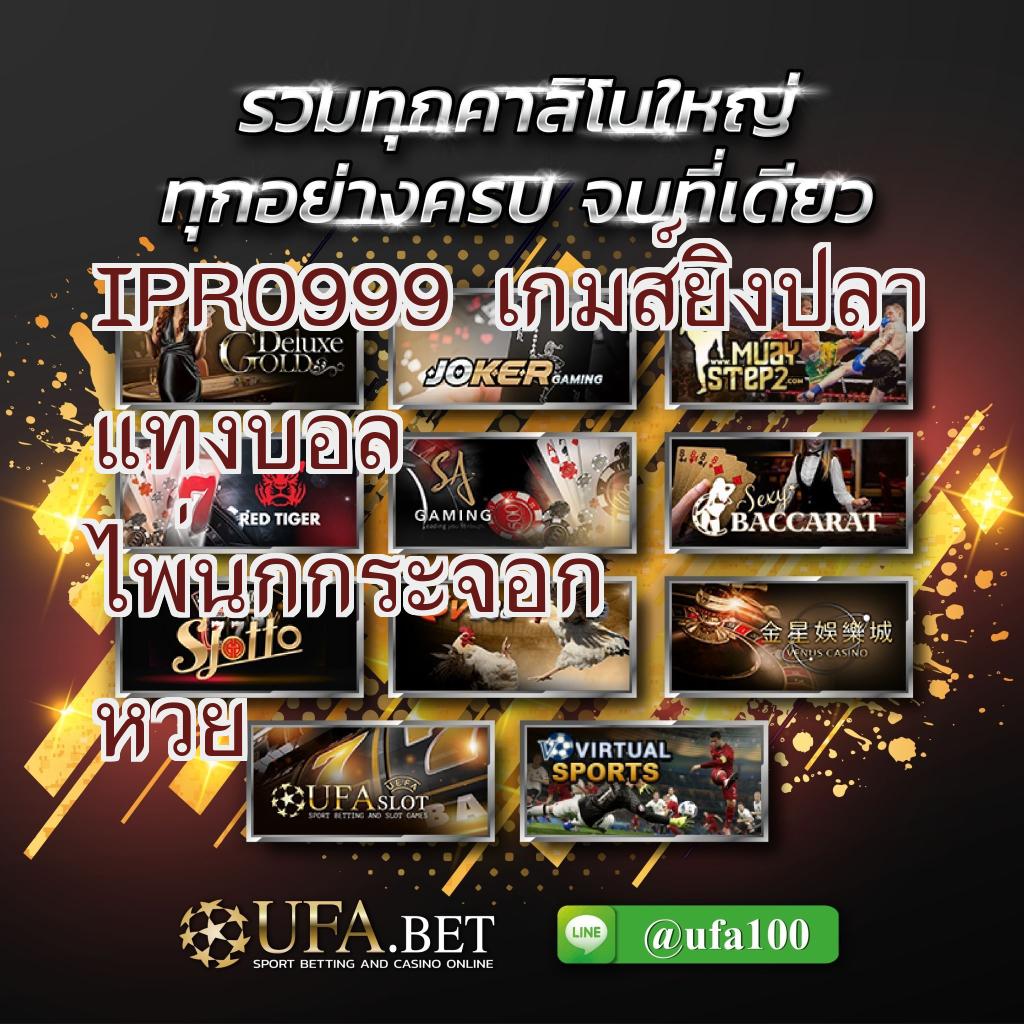 รวมทุกคาสิโนใหญ่
ทุกอย่างครบ จบที่เดียว
IPRO999 เกมส์ยิงปลา
Deluxe
GOLD
JOKER GAMING
WWW.MUAY
STEP2.COM
แทงบอล
7
RED TIGER
SA
GAMING
Sexy
BACCARAT
ไพ่นกกระจอก
Sjotto
金星娛樂城
VENUS CASINO
หวย
UEFA
UFA SLOT
SPORT BETTING AND SLOT GAMES
BA
VIRTUAL
SPORTS
UFA.BET
SPORT BETTING AND CASINO ONLINE
LINE
@ufa100